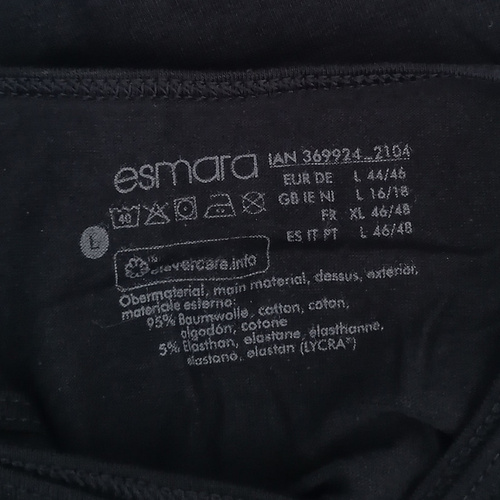 esmara
IAN 369924_2104
EUR DE L 44/46
GB IE NI L 16/18
FR XL 46/48
ES IT PT L 46/48
40
L
clevercare.info
Obermaterial, main material, dessus, exterior,
materiale esterno:
95% Baumwolle, cotton, coton,
algodón, cotone
5% Elasthan, elastane, élasthanne,
elastano, elastan (LYCRA®)